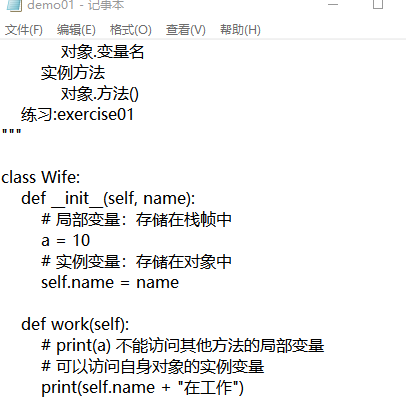 demo01 - 记事本
文件(F) 编辑(E) 格式(O) 查看(V) 帮助(H)
对象.变量名
实例方法
对象.方法()
练习:exercise01
"""
class Wife:
def __init__(self, name):
# 局部变量：存储在栈帧中
a = 10
# 实例变量：存储在对象中
self.name = name
def work(self):
# print(a) 不能访问其他方法的局部变量
# 可以访问自身对象的实例变量
print(self.name + "在工作")